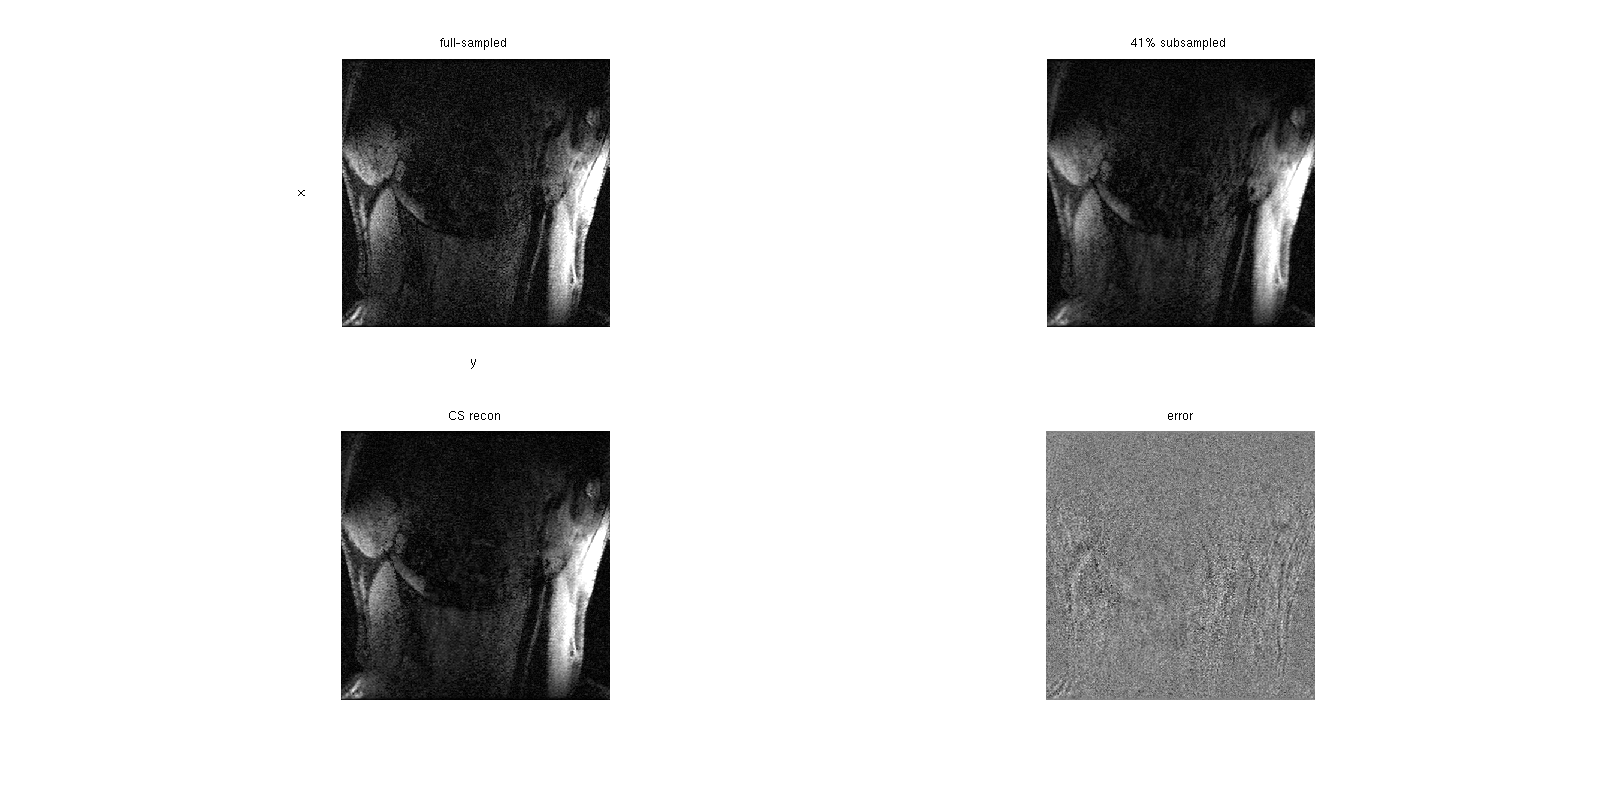 full-sampled
41% subsampled
x
y
CS recon
error